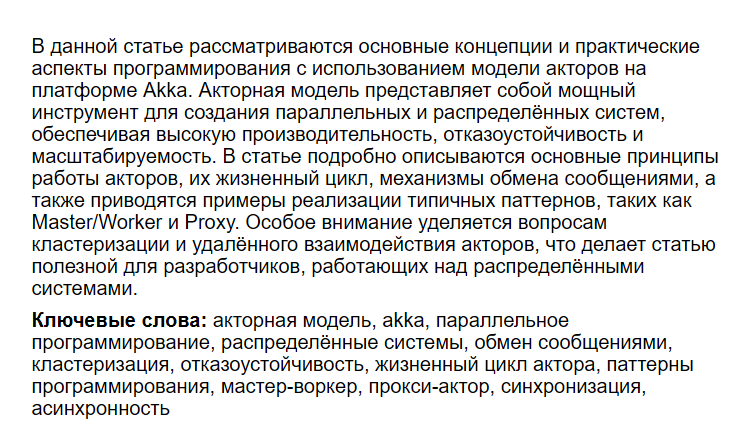 В данной статье рассматриваются основные концепции и практические
аспекты программирования с использованием модели акторов на
платформе Akka. Акторная модель представляет собой мощный
инструмент для создания параллельных и распределённых систем,
обеспечивая высокую производительность, отказоустойчивость и
масштабируемость. В статье подробно описываются основные принципы
работы акторов, их жизненный цикл, механизмы обмена сообщениями, а
также приводятся примеры реализации типичных паттернов, таких как
Master/Worker и Proxy. Особое внимание уделяется вопросам
кластеризации и удалённого взаимодействия акторов, что делает статью
полезной для разработчиков, работающих над распределёнными
системами.
Ключевые слова: акторная модель, akka, параллельное
программирование, распределённые системы, обмен сообщениями,
кластеризация, отказоустойчивость, жизненный цикл актора, паттерны
программирования, мастер-воркер, прокси-актор, синхронизация,
асинхронность